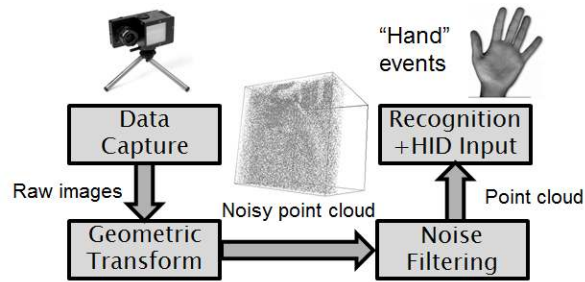 “Hand”
events
Data
Capture
Recognition
+HID Input
Raw images
Noisy point cloud
Point cloud
Geometric
Transform
Noise
Filtering